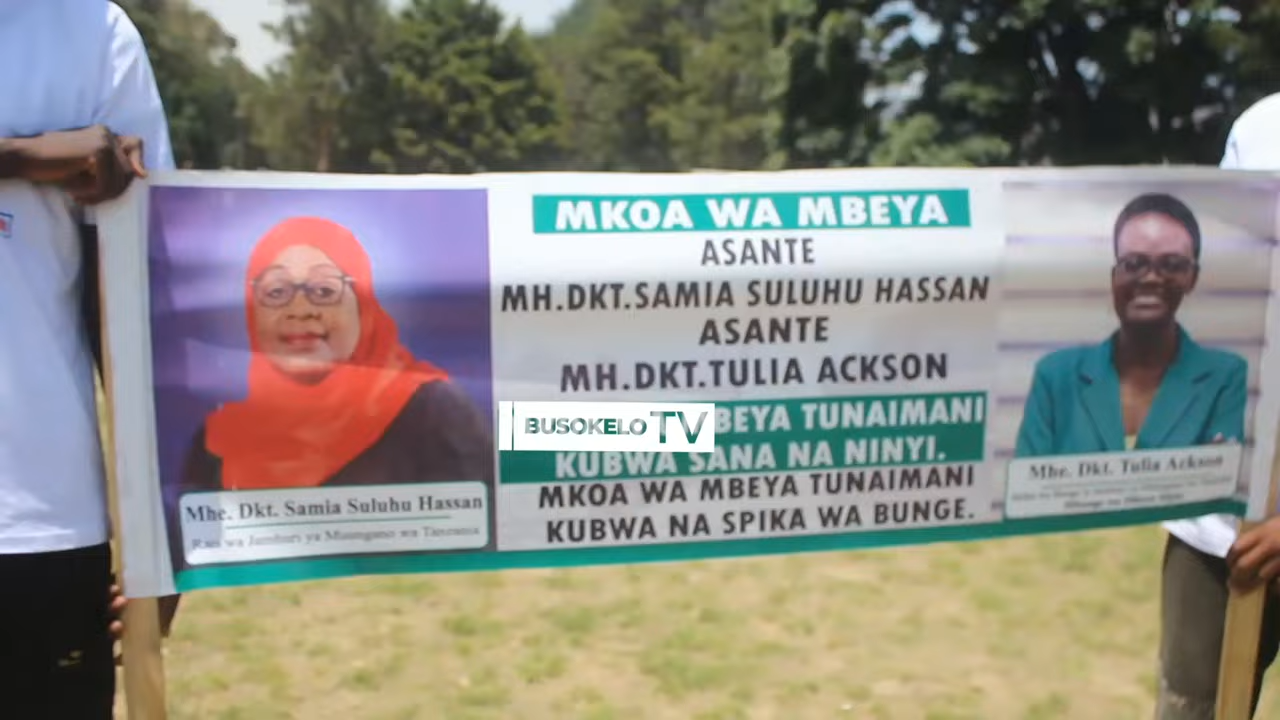 MKOA WA MBEYA
ASANTE
MH.DKT.SAMIA SULUHU HASSAN
ASANTE
MH.DKT.TULIA ACKSON
MBEYA TUNAIMANI
BUSOKELO TV
KUBWA SANA NA NINYI.
MKOA WA MBEYA TUNAIMANI
KUBWA NA SPIKA WA BUNGE.
Mhe. Dkt. Samia Suluhu Hassan
Rais wa Jamhuri ya Muungano wa Tanzania
Mhe. Dkt. Tulia Ackson